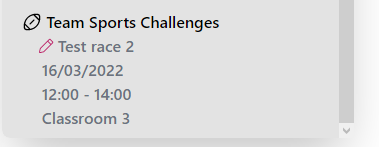 Team Sports Challenges
Test race 2
16/03/2022
12:00 - 14:00
Classroom 3